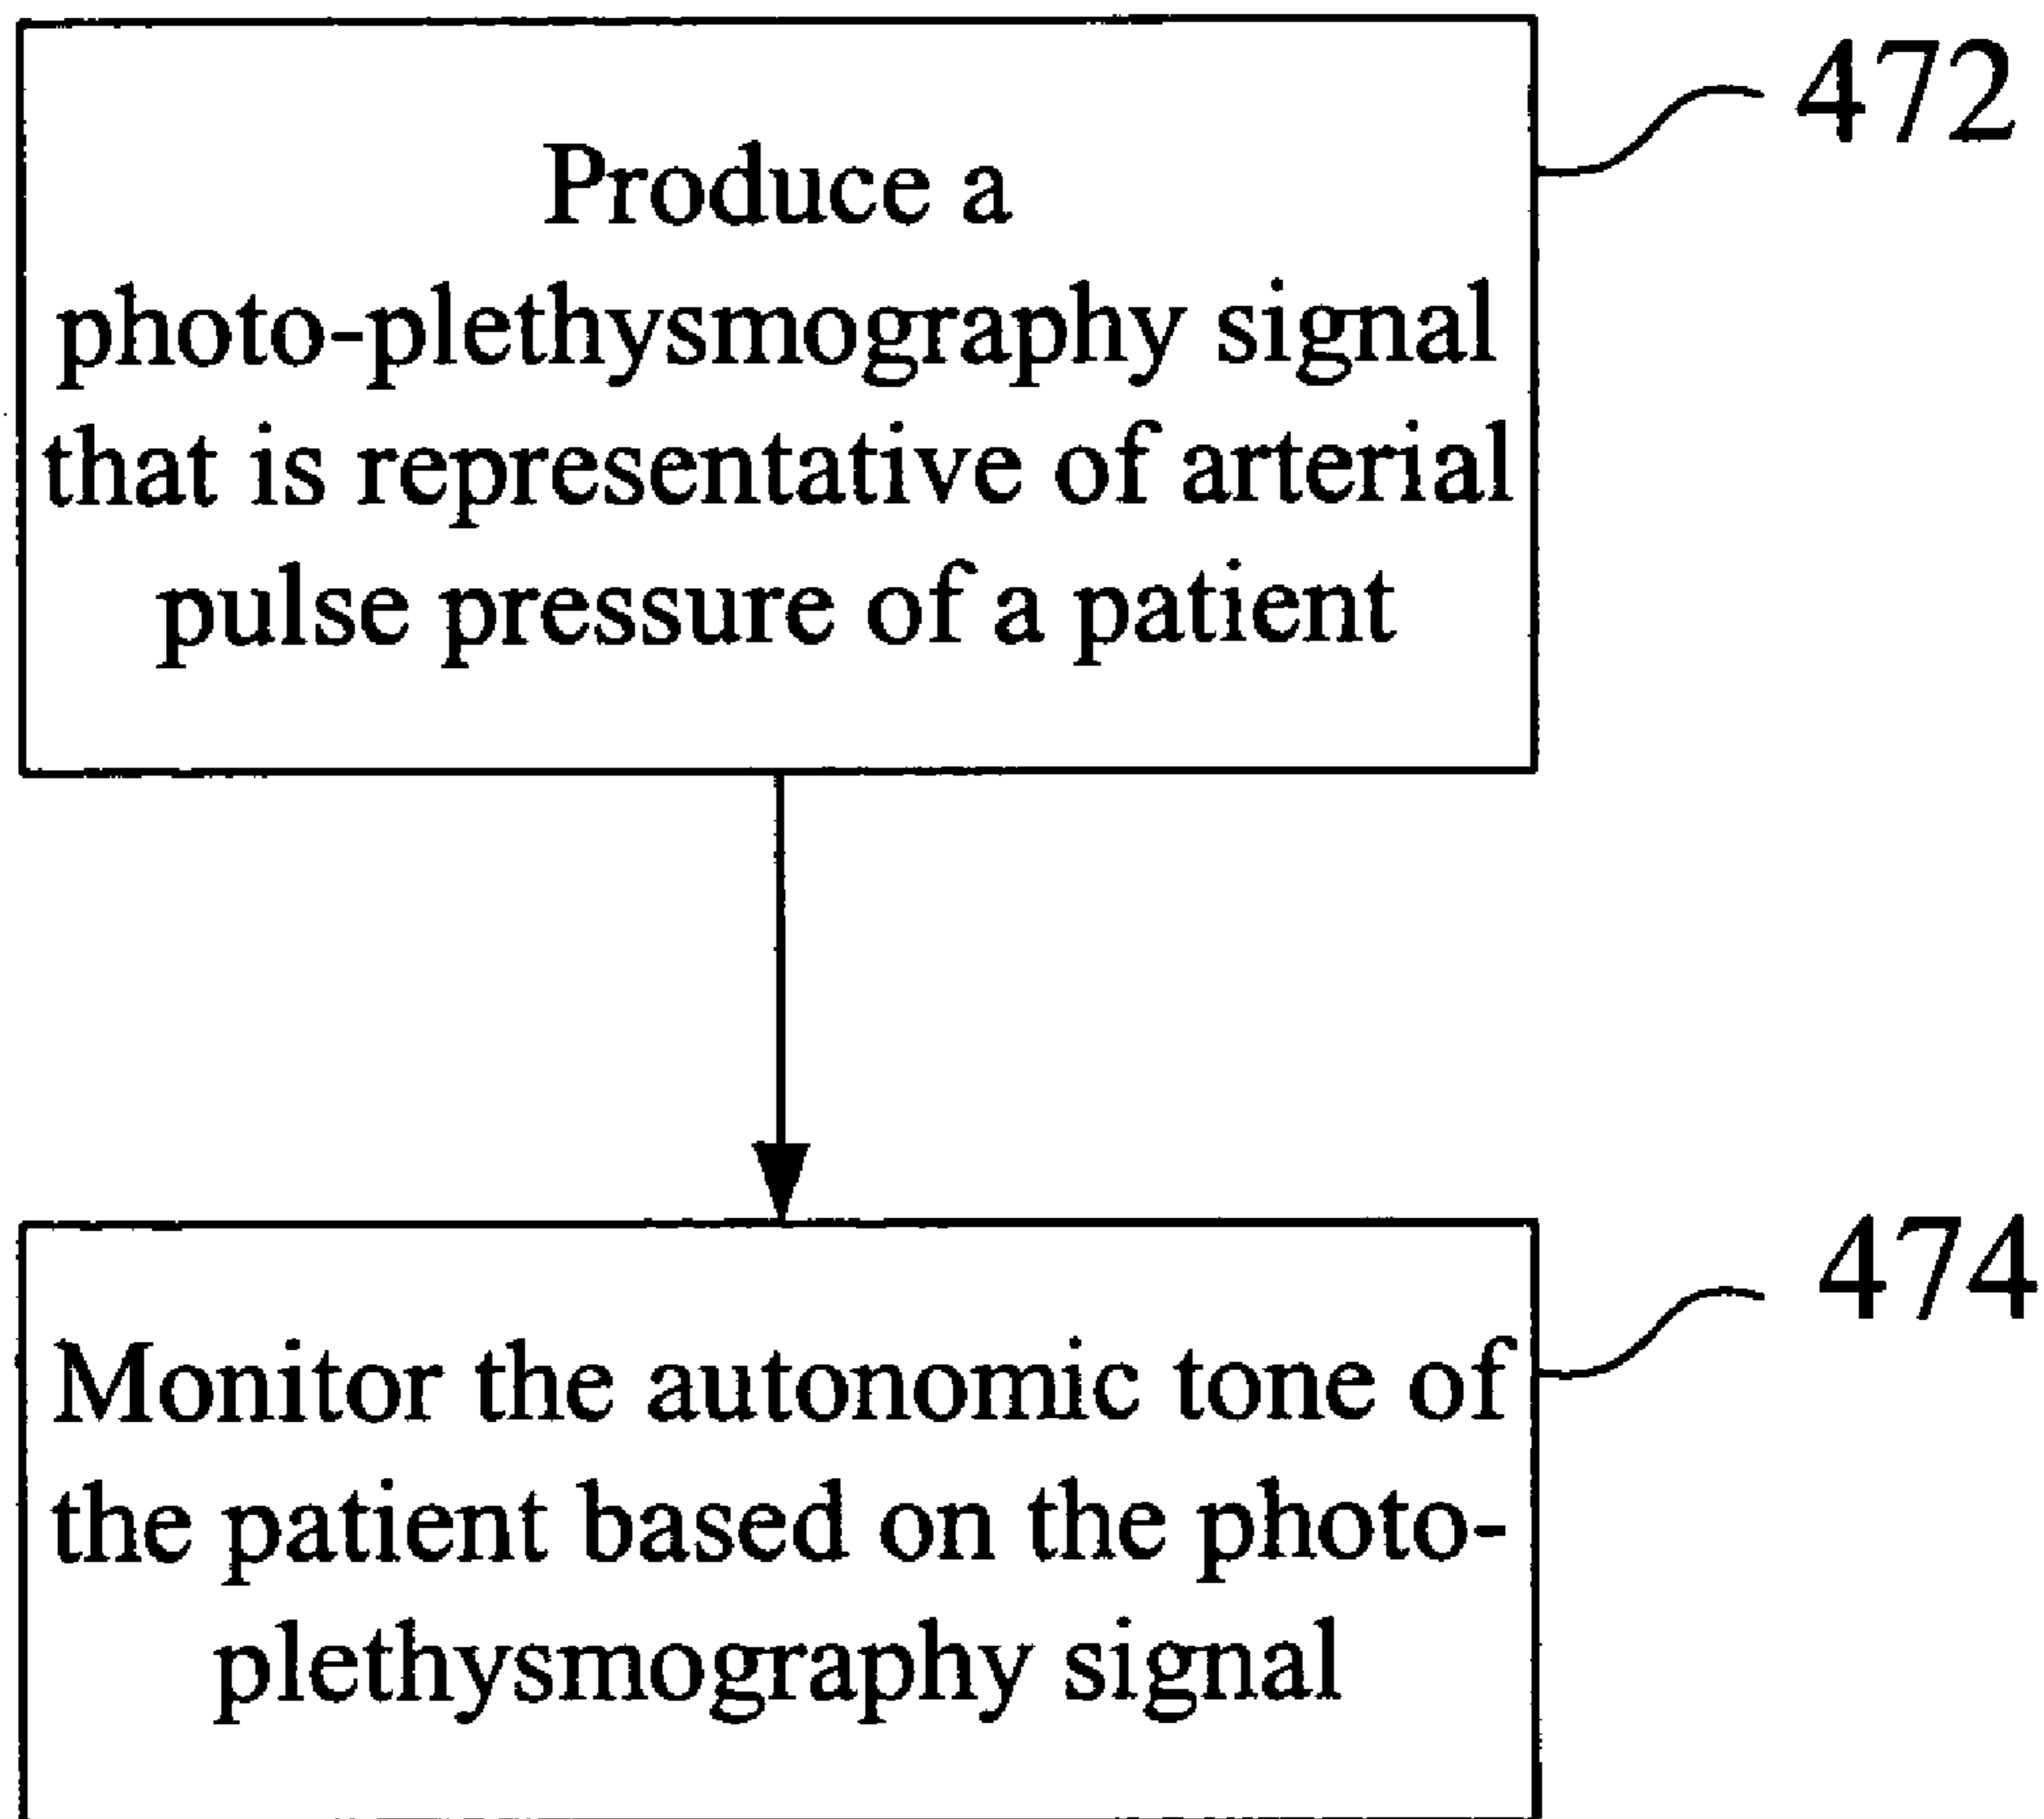 Produce a
photo-plethysmography signal
that is representative of arterial
pulse pressure of a patient
472
Monitor the autonomic tone of
the patient based on the photo-
plethysmography signal
474